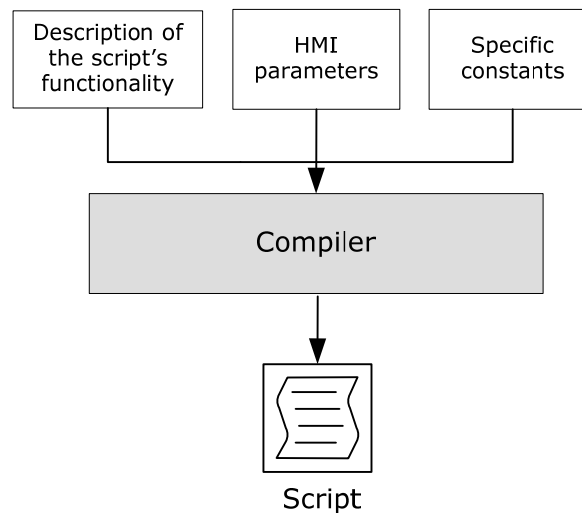 Description of
the script's
functionality
HMI
parameters
Specific
constants
Compiler
Script